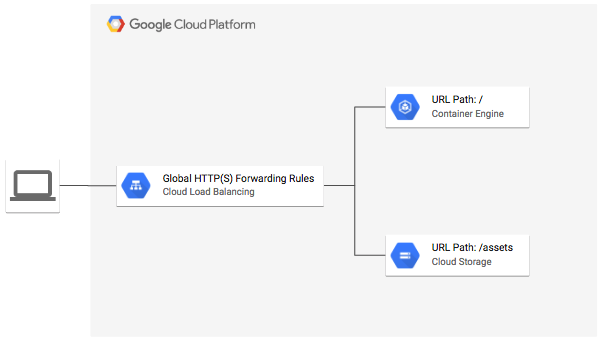 Google Cloud Platform
URL Path: /
Container Engine
Global HTTP(S) Forwarding Rules
Cloud Load Balancing
URL Path: /assets
Cloud Storage